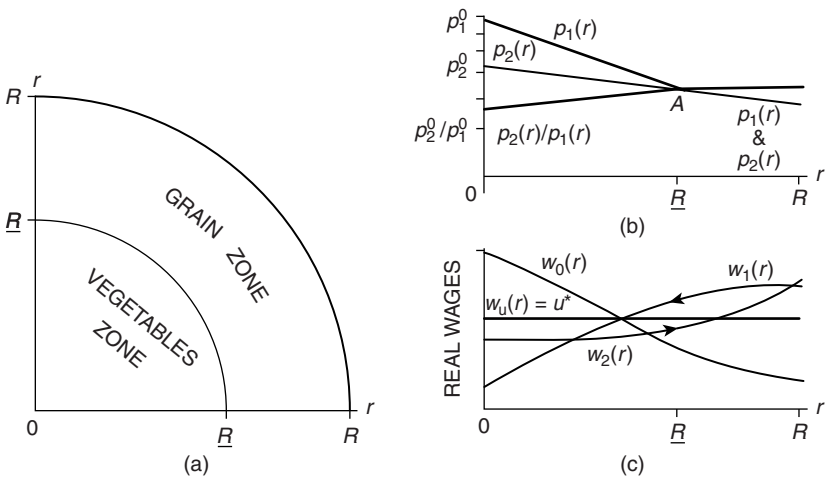 r
R
R
GRAIN ZONE
VEGETABLES
ZONE
0
R
R
r
(a)
p₁⁰
p₂⁰
p₂⁰/p₁⁰
p₁(r)
p₂(r)
p₂(r)/p₁(r)
A
p₁(r)
&
p₂(r)
0
R
R
r
(b)
REAL WAGES
w₀(r)
w₁(r)
wᵤ(r) = u*
w₂(r)
0
R
R
r
(c)